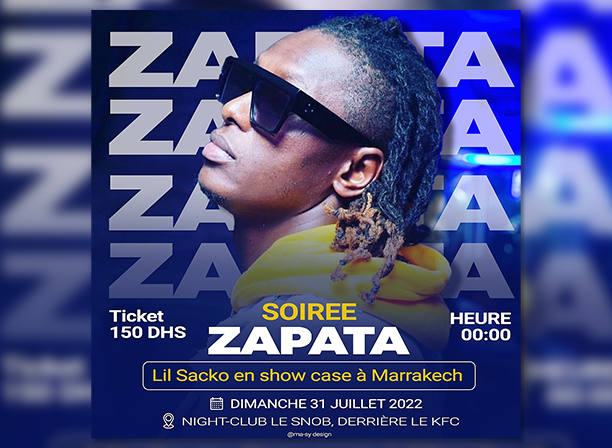 ZAPATA
ZAPATA
ZAPATA
ZAPATA
Ticket
150 DHS
SOIREE
ZAPATA
HEURE
00:00
Lil Sacko en show case à Marrakech
DIMANCHE 31 JUILLET 2022
NIGHT-CLUB LE SNOB, DERRIÈRE LE KFC
@ma-sy-design